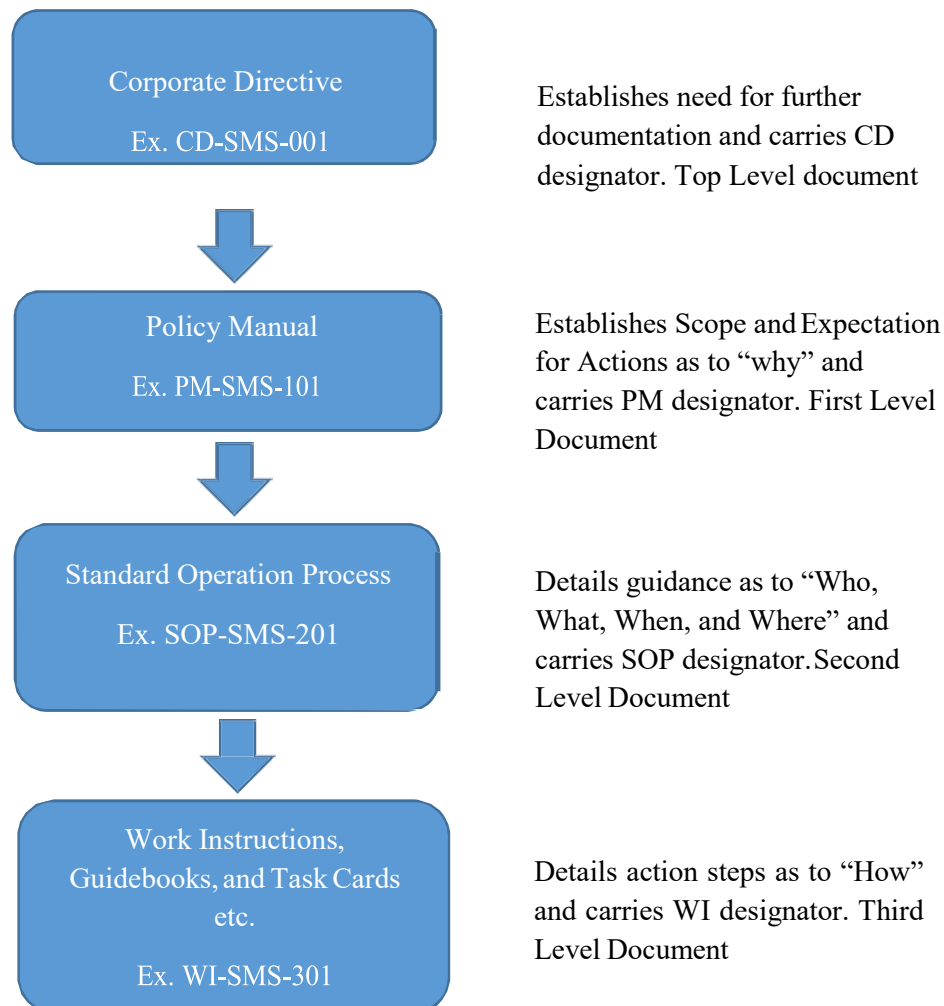 Corporate Directive
Ex. CD-SMS-001
Establishes need for further
documentation and carries CD
designator. Top Level document
Policy Manual
Ex. PM-SMS-101
Establishes Scope and Expectation
for Actions as to “why” and
carries PM designator. First Level
Document
Standard Operation Process
Ex. SOP-SMS-201
Details guidance as to “Who,
What, When, and Where” and
carries SOP designator. Second
Level Document
Work Instructions,
Guidebooks, and Task Cards
etc.
Ex. WI-SMS-301
Details action steps as to “How”
and carries WI designator. Third
Level Document